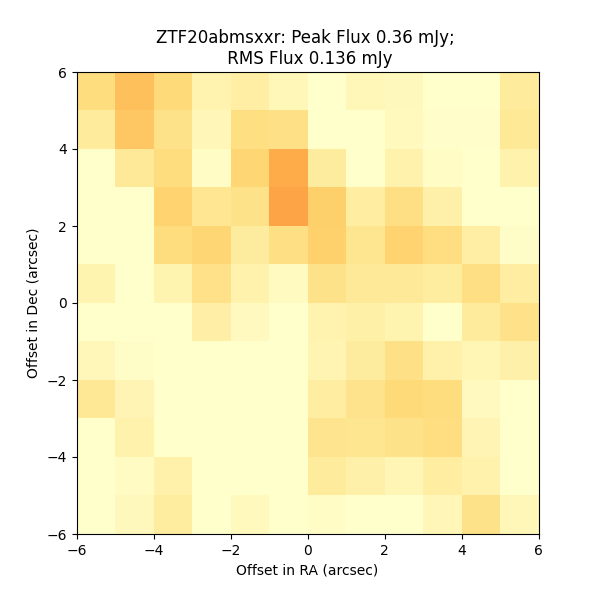 ZTF20abmsxxr: Peak Flux 0.36 mJy;
RMS Flux 0.136 mJy
6
4
2
0
−2
−4
−6
Offset in Dec (arcsec)
−6 −4 −2 0 2 4 6
Offset in RA (arcsec)